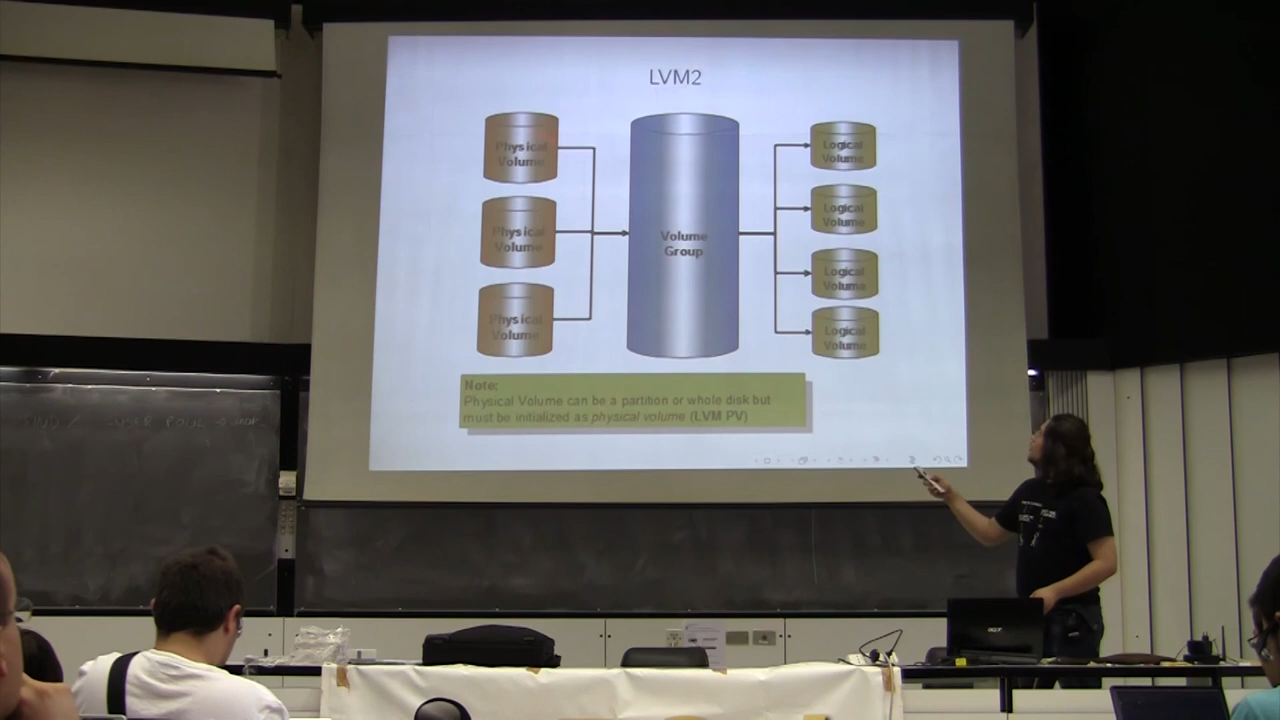 LVM2
Physical
Volume
Physical
Volume
Physical
Volume
Volume
Group
Logical
Volume
Logical
Volume
Logical
Volume
Logical
Volume
Note:
Physical Volume can be a partition or whole disk but
must be initialized as physical volume (LVM PV)
acer